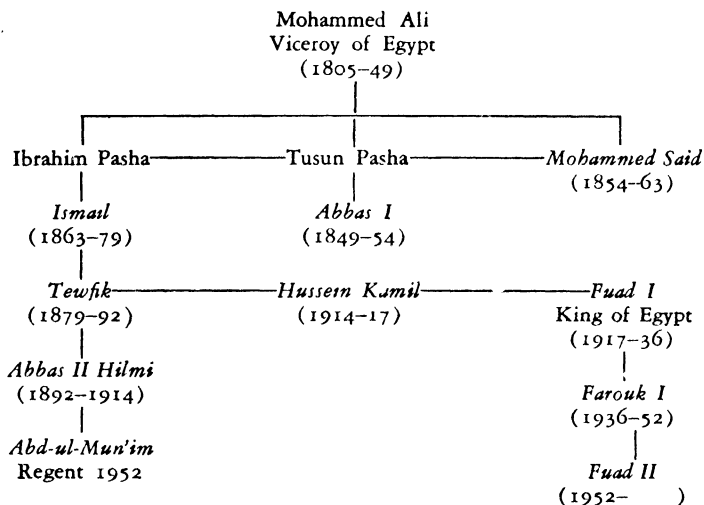 Mohammed Ali
Viceroy of Egypt
(1805-49)
Ibrahim Pasha Tusun Pasha Mohammed Said
(1854-63)
Ismail Abbas I
(1863-79) (1849-54)
Tewfik Hussein Kamil Fuad I
(1879-92) (1914-17) King of Egypt
(1917-36)
Abbas II Hilmi Farouk I
(1892-1914) (1936-52)
Abd-ul-Mun'im
Regent 1952 Fuad II
(1952- )